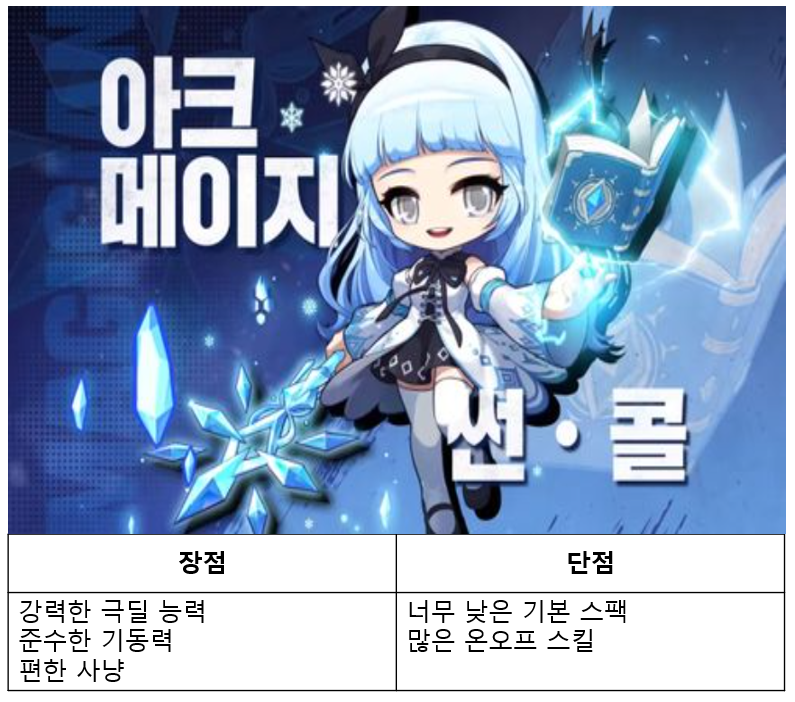 아크
메이지
썬·콜
MAGICIAN
장점
단점
강력한 극딜 능력
준수한 기동력
편한 사냥
너무 낮은 기본 스팩
많은 온오프 스킬